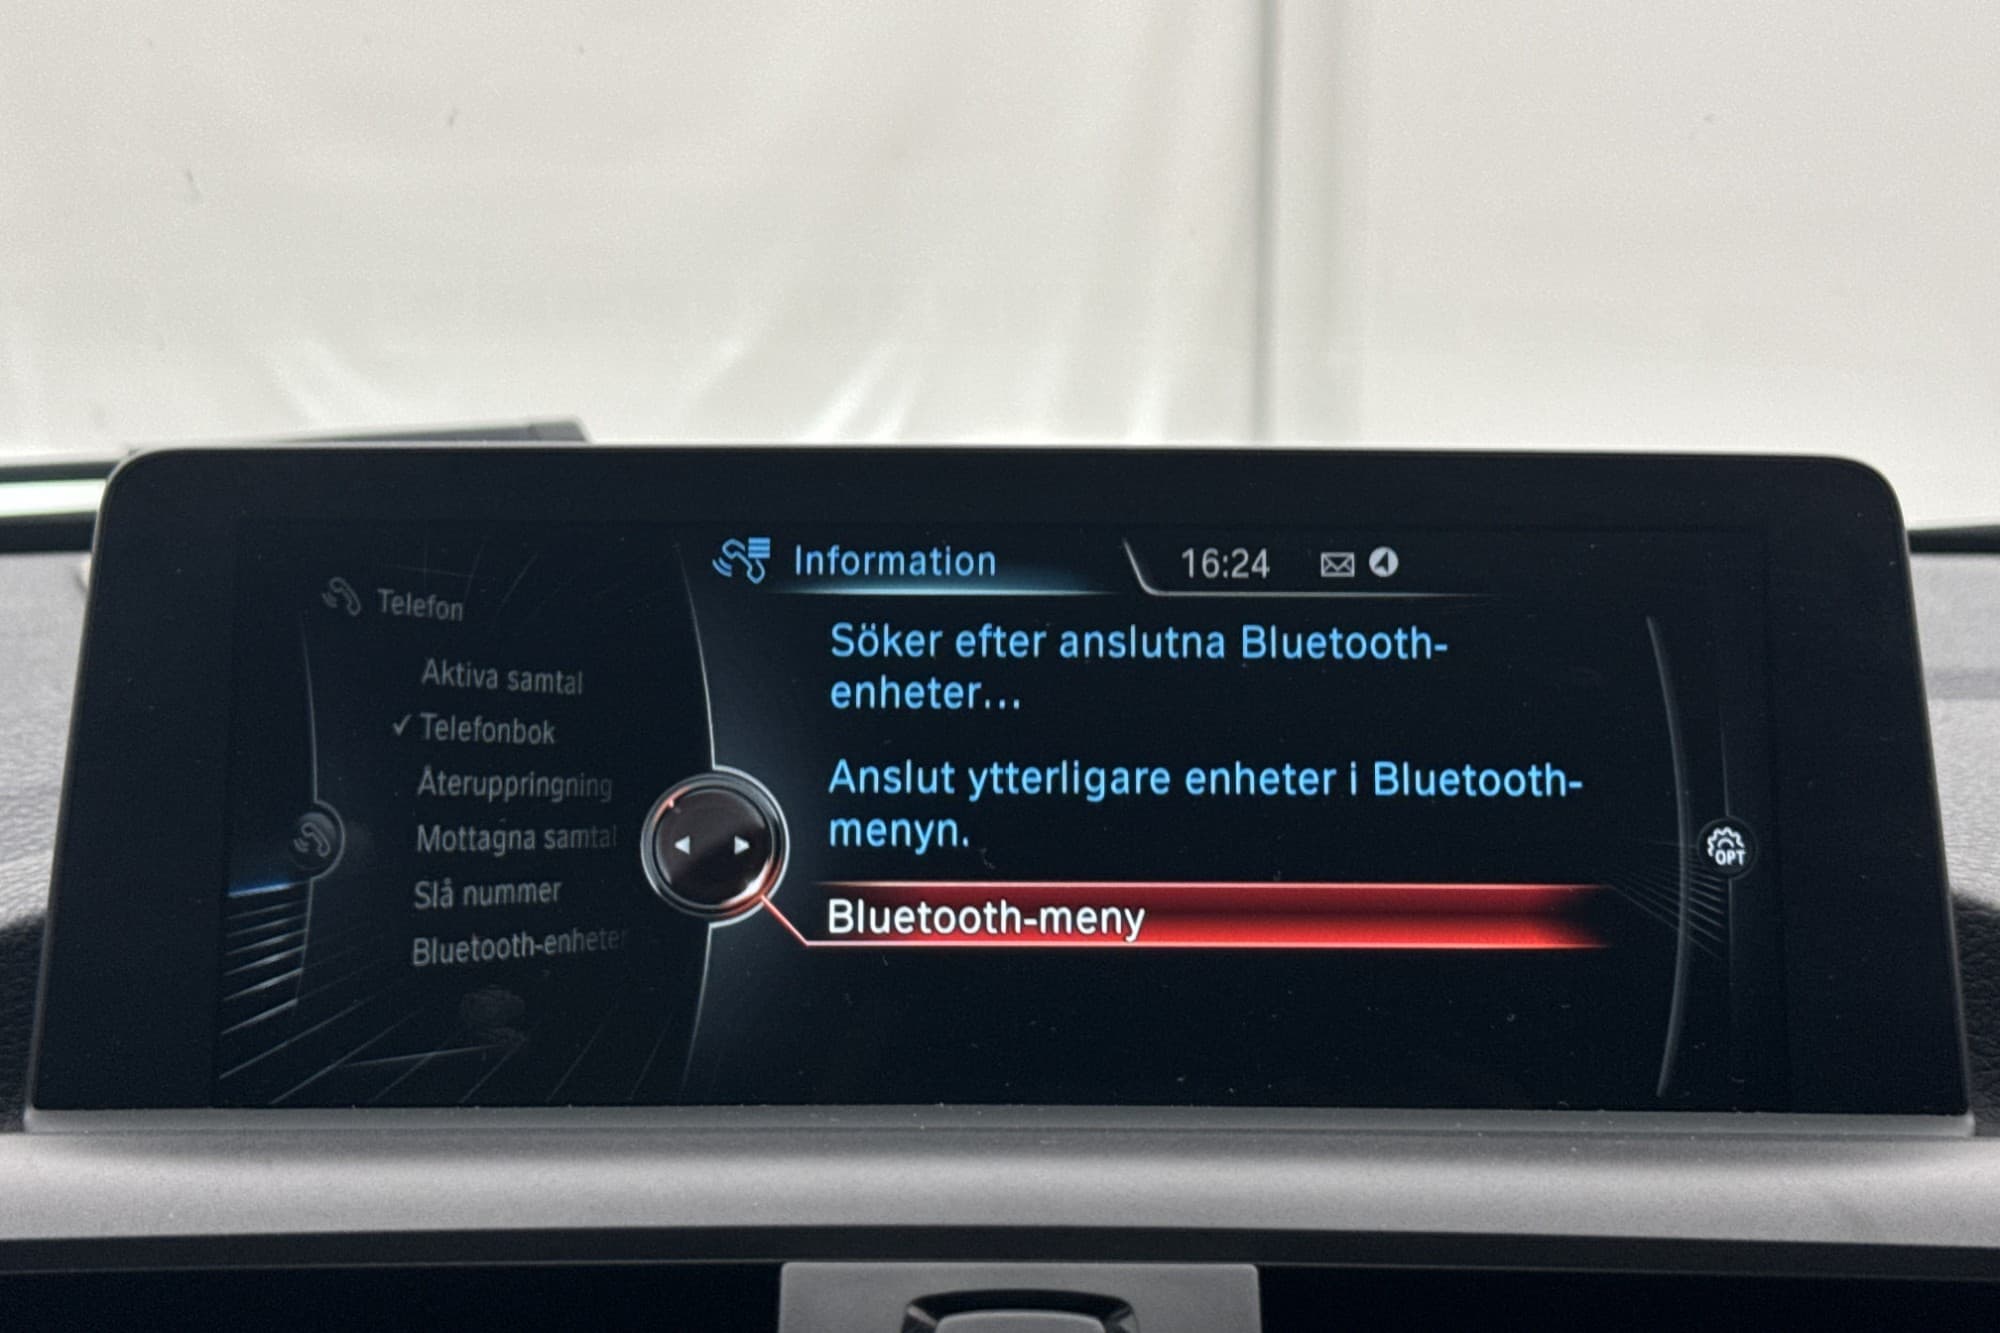 Information
16:24
Telefon
Aktiva samtal
✓ Telefonbok
Återuppringning
Mottagna samtal
Slå nummer
Bluetooth-enheter
Söker efter anslutna Bluetooth-
enheter...
Anslut ytterligare enheter i Bluetooth-
menyn.
Bluetooth-meny
OPT